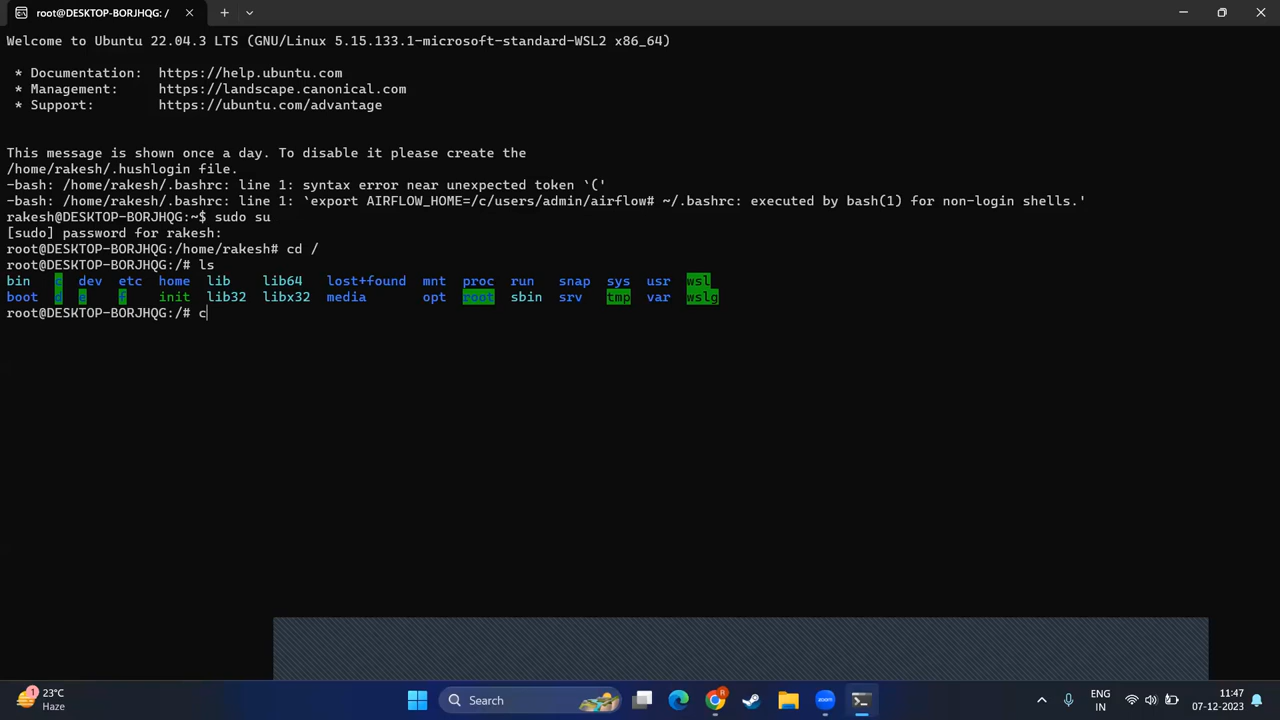 root@DESKTOP-BORJHQG: /
Welcome to Ubuntu 22.04.3 LTS (GNU/Linux 5.15.133.1-microsoft-standard-WSL2 x86_64)
* Documentation:  https://help.ubuntu.com
* Management:     https://landscape.canonical.com
* Support:        https://ubuntu.com/advantage
This message is shown once a day. To disable it please create the
/home/rakesh/.hushlogin file.
-bash: /home/rakesh/.bashrc: line 1: syntax error near unexpected token `('
-bash: /home/rakesh/.bashrc: line 1: `export AIRFLOW_HOME=/c/users/admin/airflow# ~/.bashrc: executed by bash(1) for non-login shells.'
rakesh@DESKTOP-BORJHQG:~$ sudo su
[sudo] password for rakesh:
root@DESKTOP-BORJHQG:/home/rakesh# cd /
root@DESKTOP-BORJHQG:/# ls
bin   c  dev  etc  home  lib    lib64   lost+found  mnt  proc  run   snap  sys  usr  wsl
boot  d  e    f    init  lib32  libx32  media       opt  root  sbin  srv   tmp  var  wslg
root@DESKTOP-BORJHQG:/# c
1
23°C
Haze
Search
R
zoom
ENG
IN
11:47
07-12-2023